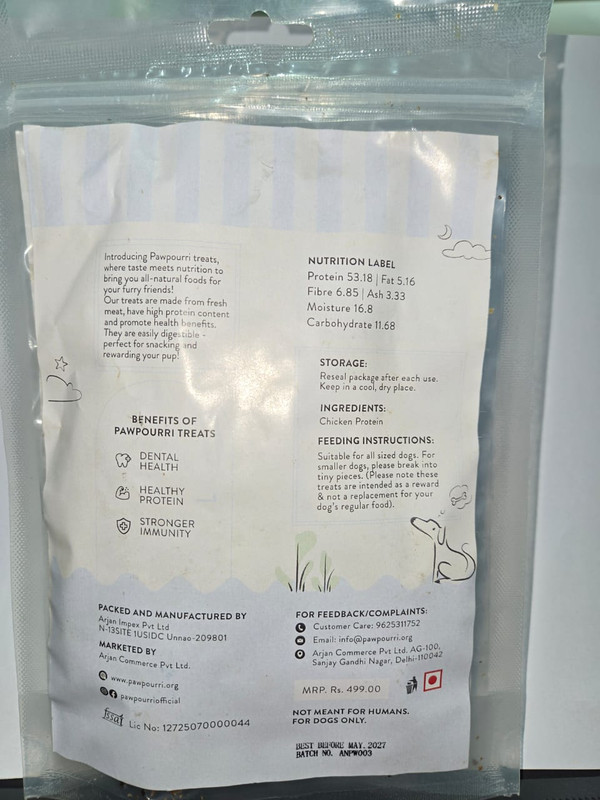 Introducing Pawpourri treats,
where taste meets nutrition to
bring you all-natural foods for
your furry friends!
Our treats are made from fresh
meat, have high protein content
and promote health benefits.
They are easily digestible -
perfect for snacking and
rewarding your pup!
BENEFITS OF
PAWPOURRI TREATS
DENTAL
HEALTH
HEALTHY
PROTEIN
STRONGER
IMMUNITY
NUTRITION LABEL
Protein 53.18 | Fat 5.16
Fibre 6.85 | Ash 3.33
Moisture 16.8
Carbohydrate 11.68
STORAGE:
Reseal package after each use.
Keep in a cool, dry place.
INGREDIENTS:
Chicken Protein
FEEDING INSTRUCTIONS:
Suitable for all sized dogs. For
smaller dogs, please break into
tiny pieces. (Please note these
treats are intended as a reward
& not a replacement for your
dog's regular food).
PACKED AND MANUFACTURED BY
Arjan Impex Pvt Ltd
N-13SITE 1USIDC Unnao-209801
MARKETED BY
Arjan Commerce Pvt Ltd.
www.pawpourri.org
pawpourriofficial
fssai Lic No: 12725070000044
FOR FEEDBACK/COMPLAINTS:
Customer Care: 9625311752
Email: info@pawpourri.org
Arjan Commerce Pvt Ltd. AG-100,
Sanjay Gandhi Nagar, Delhi-110042
MRP. Rs. 499.00
NOT MEANT FOR HUMANS.
FOR DOGS ONLY.
BEST BEFORE MAY. 2027
BATCH NO. ANPW003